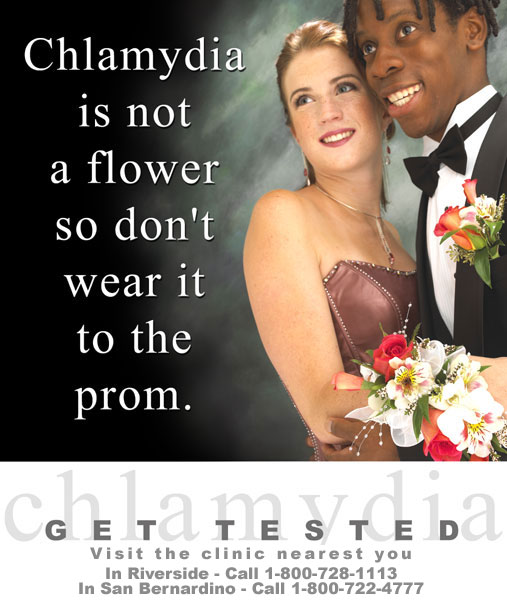 Chlamydia
is not
a flower
so don't
wear it
to the
prom.
chlamydia
GET TESTED
Visit the clinic nearest you
In Riverside - Call 1-800-728-1113
In San Bernardino - Call 1-800-722-4777